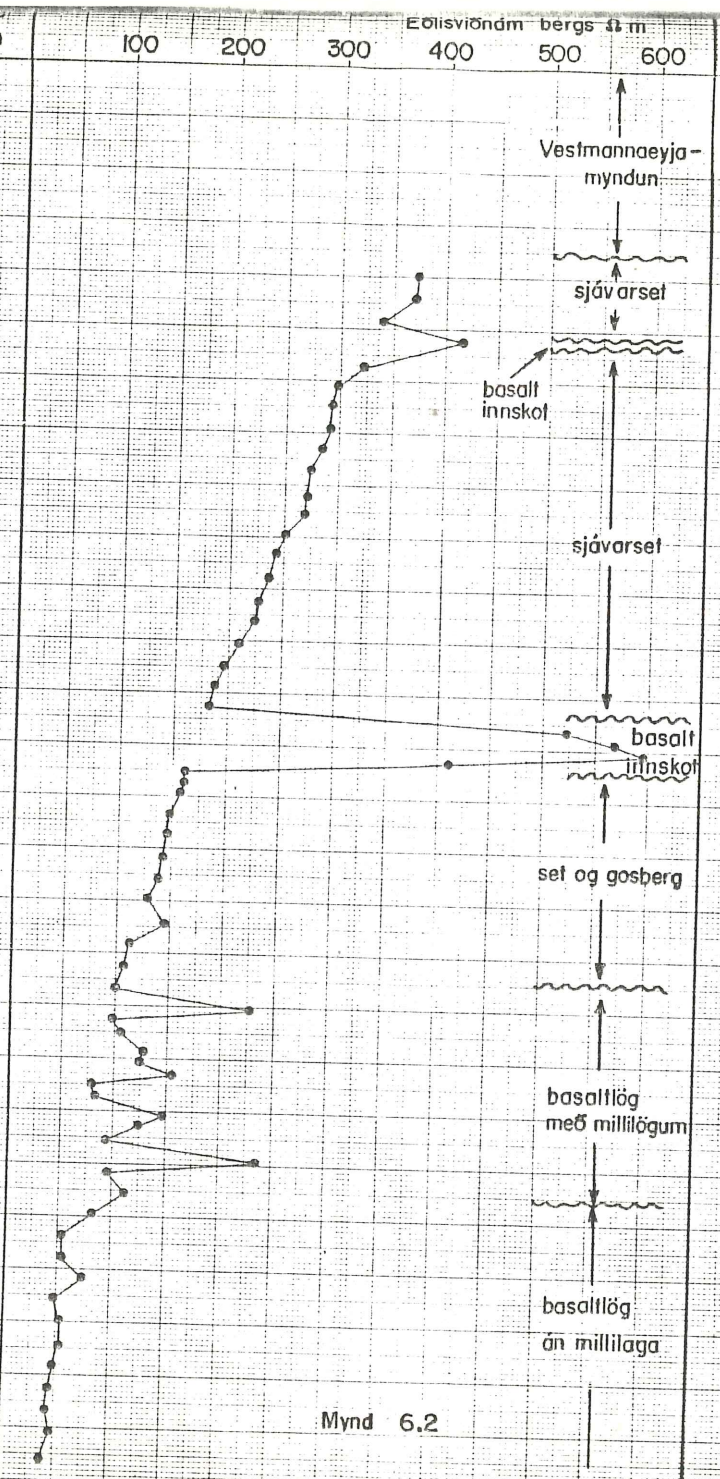 Eðlisviðnám bergs Ω m
100 200 300 400 500 600
Vestmannaeyja-
myndun
sjávarset
basalt
innskot
sjávarset
basalt
innskot
set og gosberg
basaltlög
með millilögum
basaltlög
án millilaga
Mynd 6.2